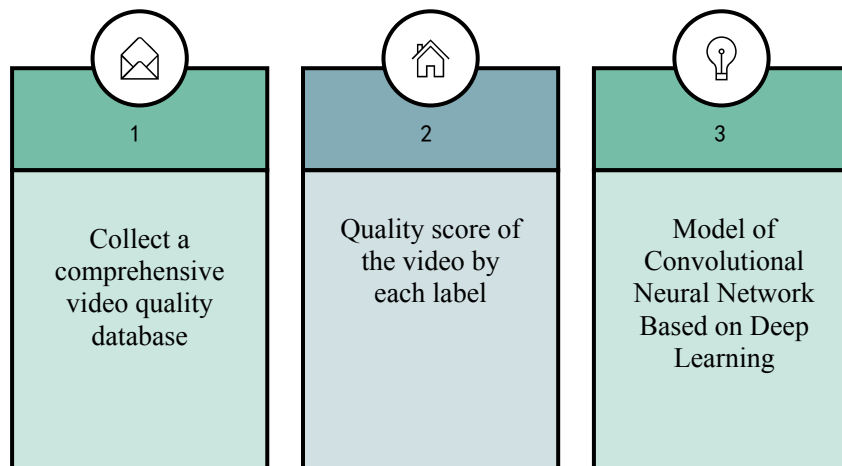 1
Collect a
comprehensive
video quality
database
2
Quality score of
the video by
each label
3
Model of
Convolutional
Neural Network
Based on Deep
Learning